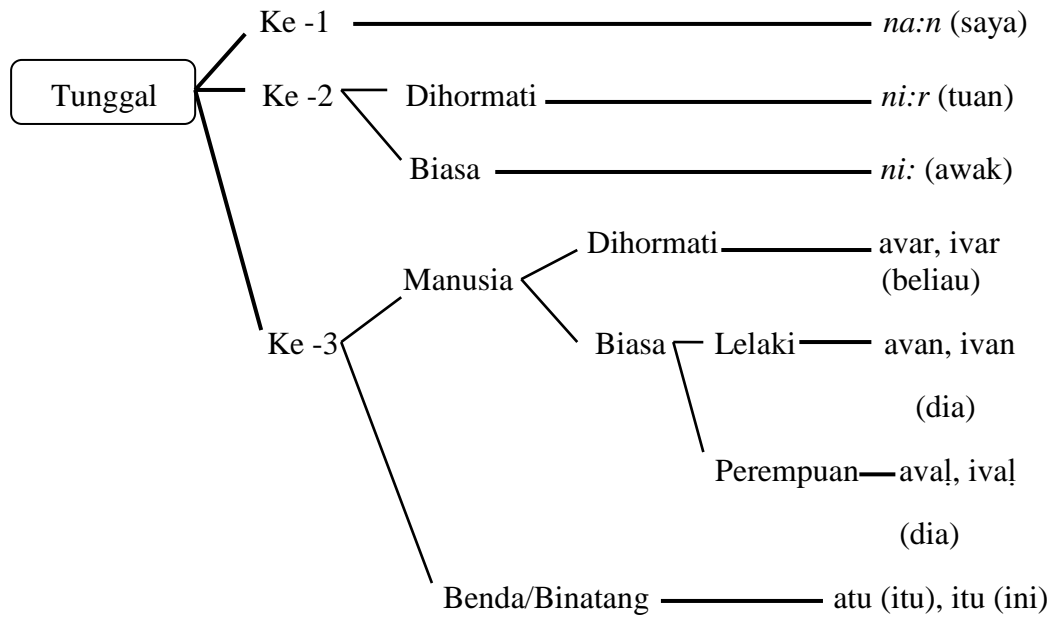 Ke -1 na:n (saya)
Tunggal Ke -2 Dihormati ni:r (tuan)
Biasa ni: (awak)
Dihormati avar, ivar
Manusia (beliau)
Ke -3 Biasa Lelaki avan, ivan
(dia)
Perempuan avaḷ, ivaḷ
(dia)
Benda/Binatang atu (itu), itu (ini)